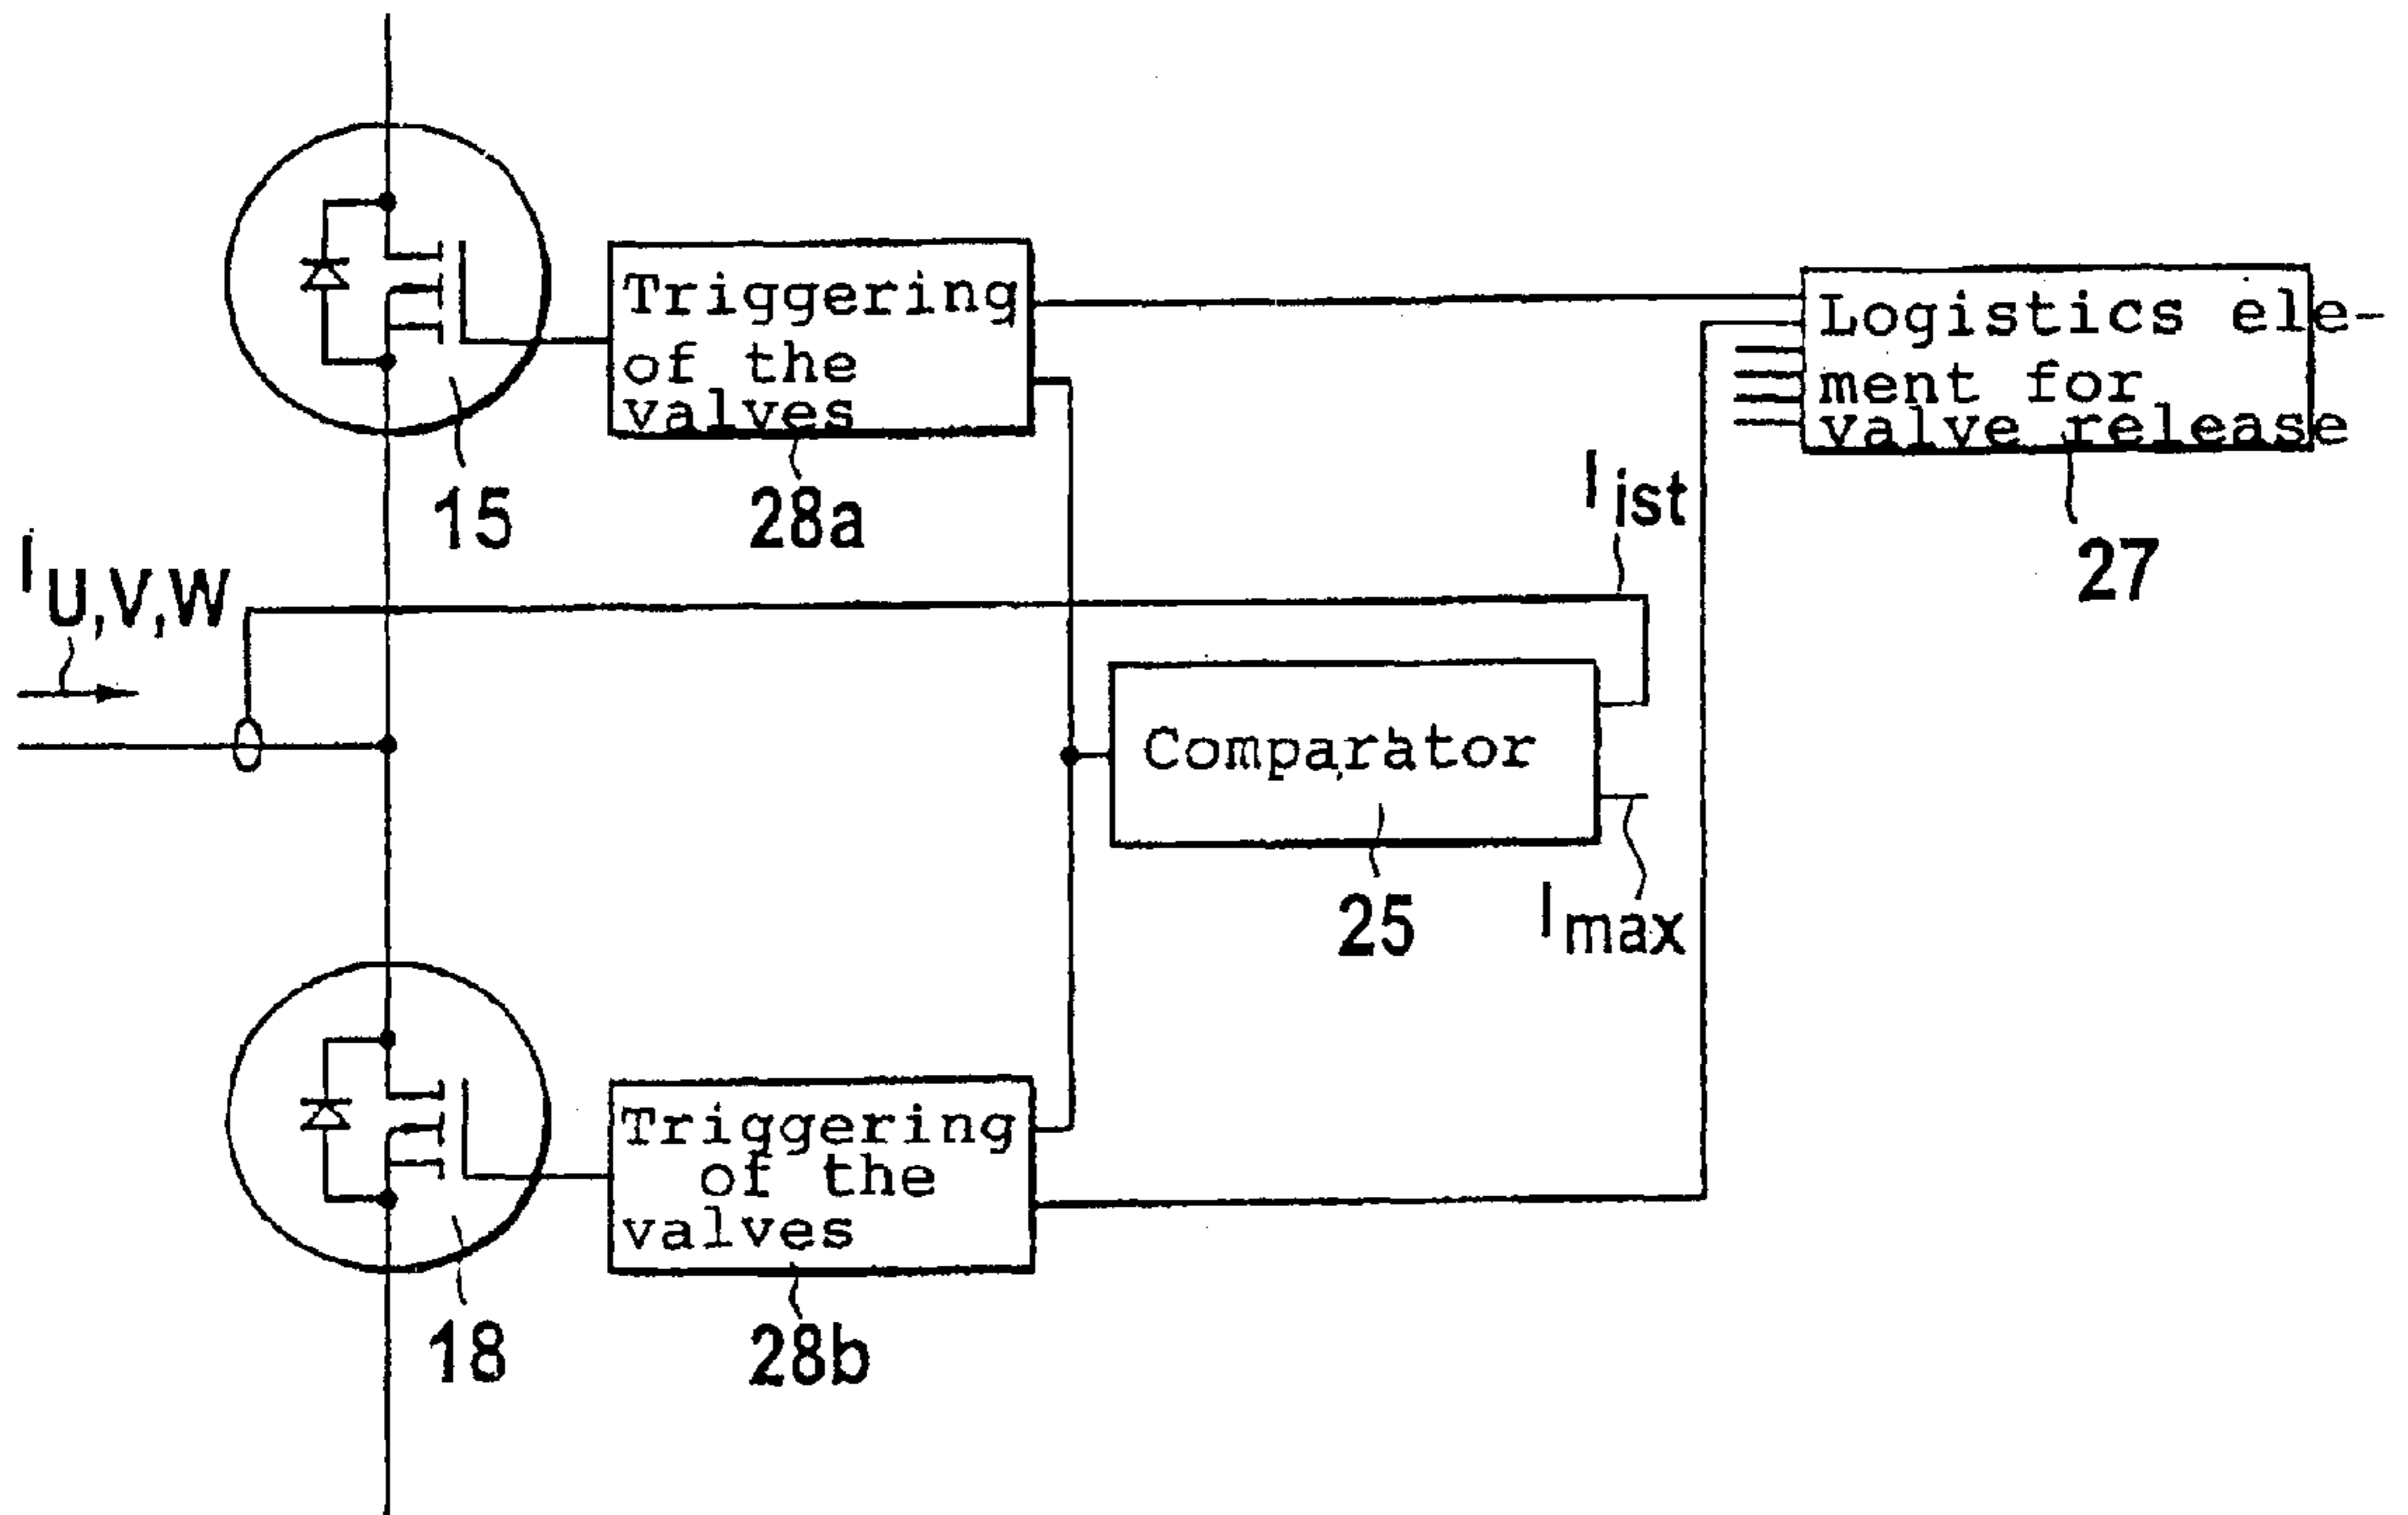 Triggering
of the
valves
28a
15
Logistics ele-
ment for
valve release
27
I ist
I U,V,W
Comparator
25
I max
Triggering
of the
valves
28b
18